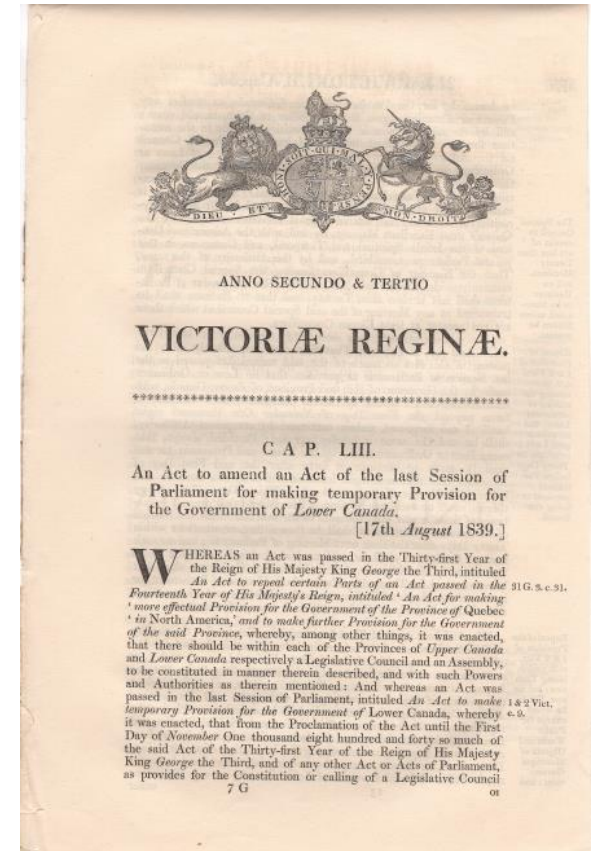 HONI·SOIT·QUI·MAL·Y·PENSE
DIEU · ET · MON · DROIT
ANNO SECUNDO & TERTIO
VICTORIÆ REGINÆ.
CAP. LIII.
An Act to amend an Act of the last Session of
Parliament for making temporary Provision for
the Government of Lower Canada.
[17th August 1839.]
WHEREAS an Act was passed in the Thirty-first Year of
the Reign of His Majesty King George the Third, intituled
An Act to repeal certain Parts of an Act passed in the 31 G. 3. c. 31.
Fourteenth Year of His Majesty's Reign, intituled ' An Act for making
' more effectual Provision for the Government of the Province of Quebec
' in North America,' and to make further Provision for the Government
of the said Province, whereby, among other things, it was enacted,
that there should be within each of the Provinces of Upper Canada
and Lower Canada respectively a Legislative Council and an Assembly,
to be constituted in manner therein described, and with such Powers
and Authorities as therein mentioned: And whereas an Act was
passed in the last Session of Parliament, intituled An Act to make 1 & 2 Vict.
temporary Provision for the Government of Lower Canada, whereby c. 9.
it was enacted, that from the Proclamation of the Act until the First
Day of November One thousand eight hundred and forty so much of
the said Act of the Thirty-first Year of the Reign of His Majesty
King George the Third, and of any other Act or Acts of Parliament,
as provides for the Constitution or calling of a Legislative Council
7 G or